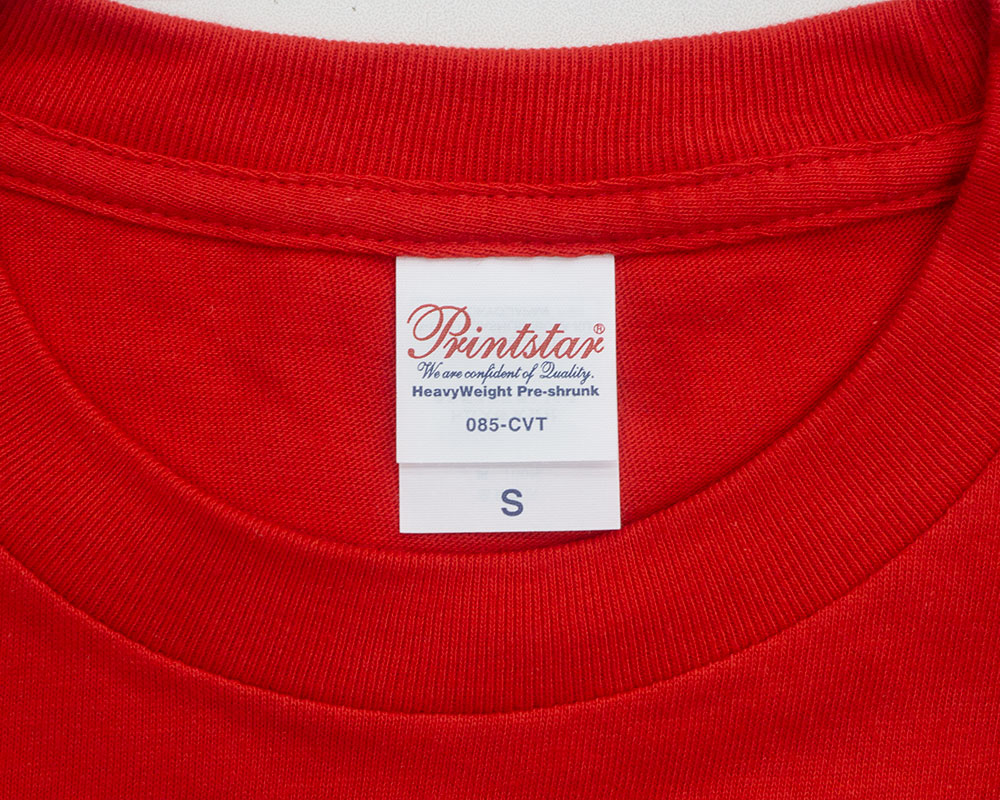 Printstar®
We are confident of Quality.
HeavyWeight Pre-shrunk
085-CVT
S